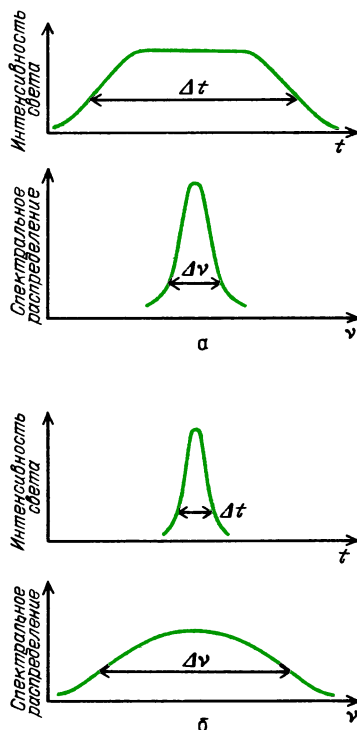 Интенсивность
света
Δt
t
Спектральное
распределение
Δν
ν
а
Интенсивность
света
Δt
t
Спектральное
распределение
Δν
ν
б